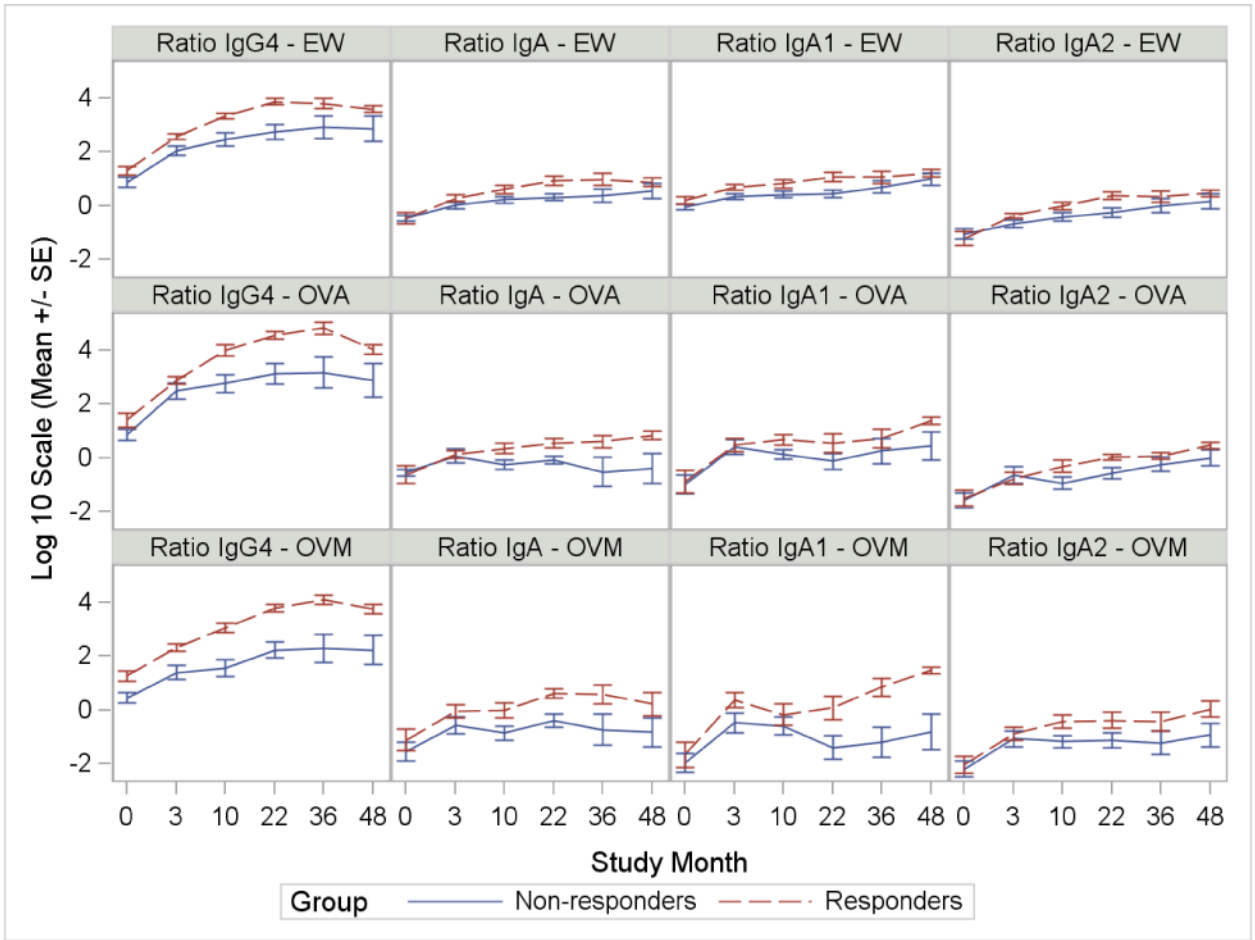 Ratio IgG4 - EW Ratio IgA - EW Ratio IgA1 - EW Ratio IgA2 - EW
4
2
0
-2
Ratio IgG4 - OVA Ratio IgA - OVA Ratio IgA1 - OVA Ratio IgA2 - OVA
4
2
0
-2
Ratio IgG4 - OVM Ratio IgA - OVM Ratio IgA1 - OVM Ratio IgA2 - OVM
4
2
0
-2
Log 10 Scale (Mean +/- SE)
0 3 10 22 36 48 0 3 10 22 36 48 0 3 10 22 36 48 0 3 10 22 36 48
Study Month
Group Non-responders Responders